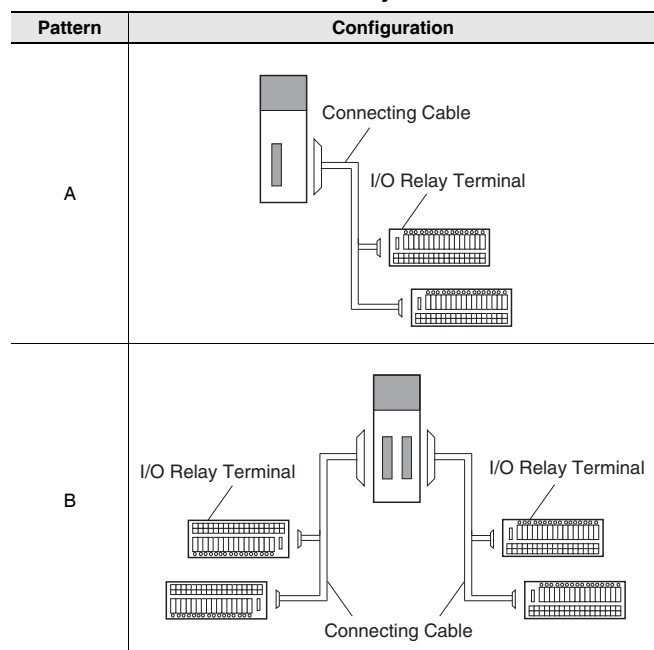 Pattern Configuration
A
Connecting Cable
I/O Relay Terminal
B
I/O Relay Terminal I/O Relay Terminal
Connecting Cable